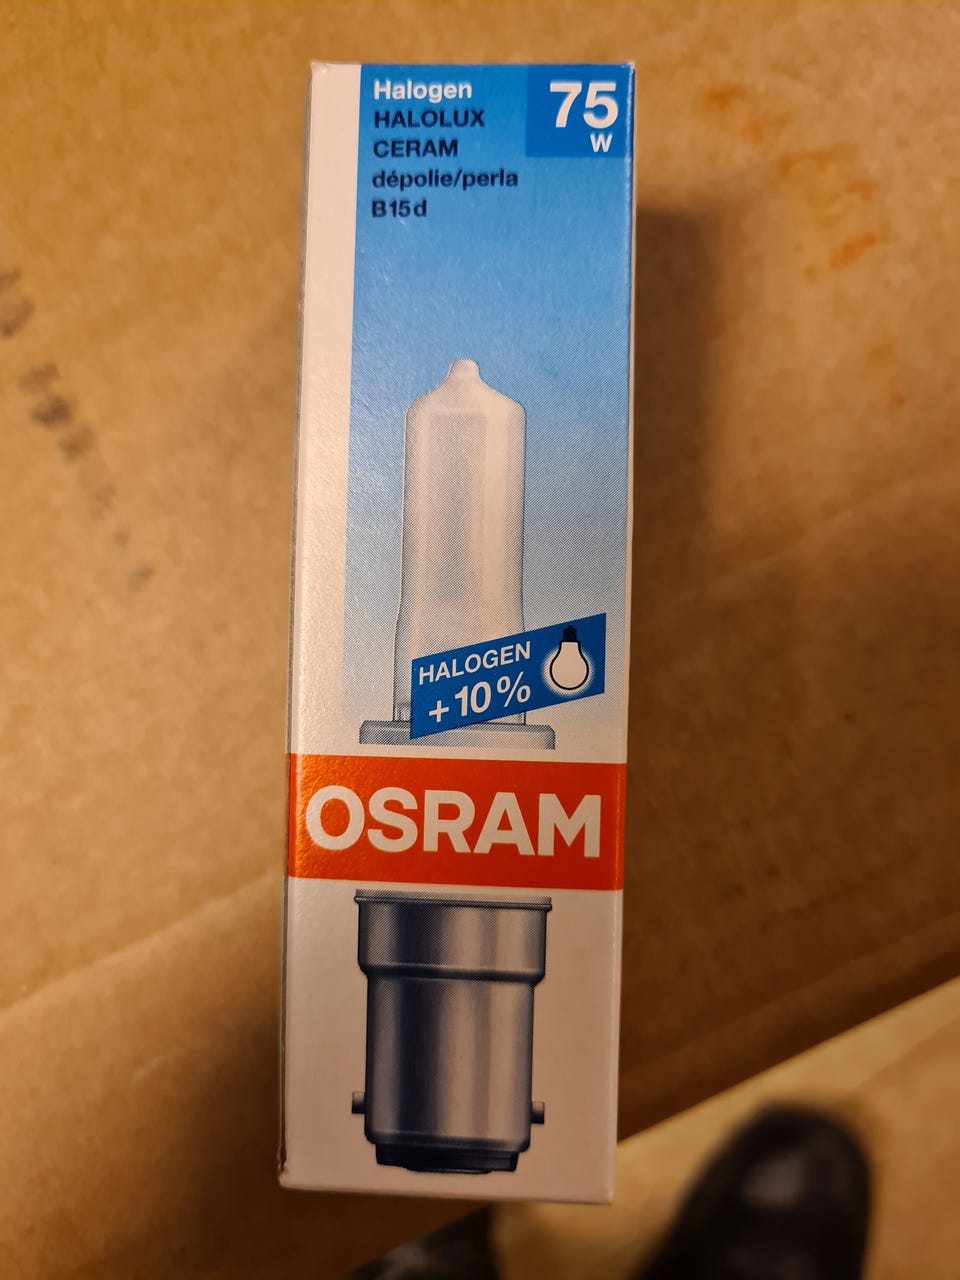 Halogen
HALOLUX
CERAM
dépolie/perla
B15d
75
W
HALOGEN
+10%
OSRAM